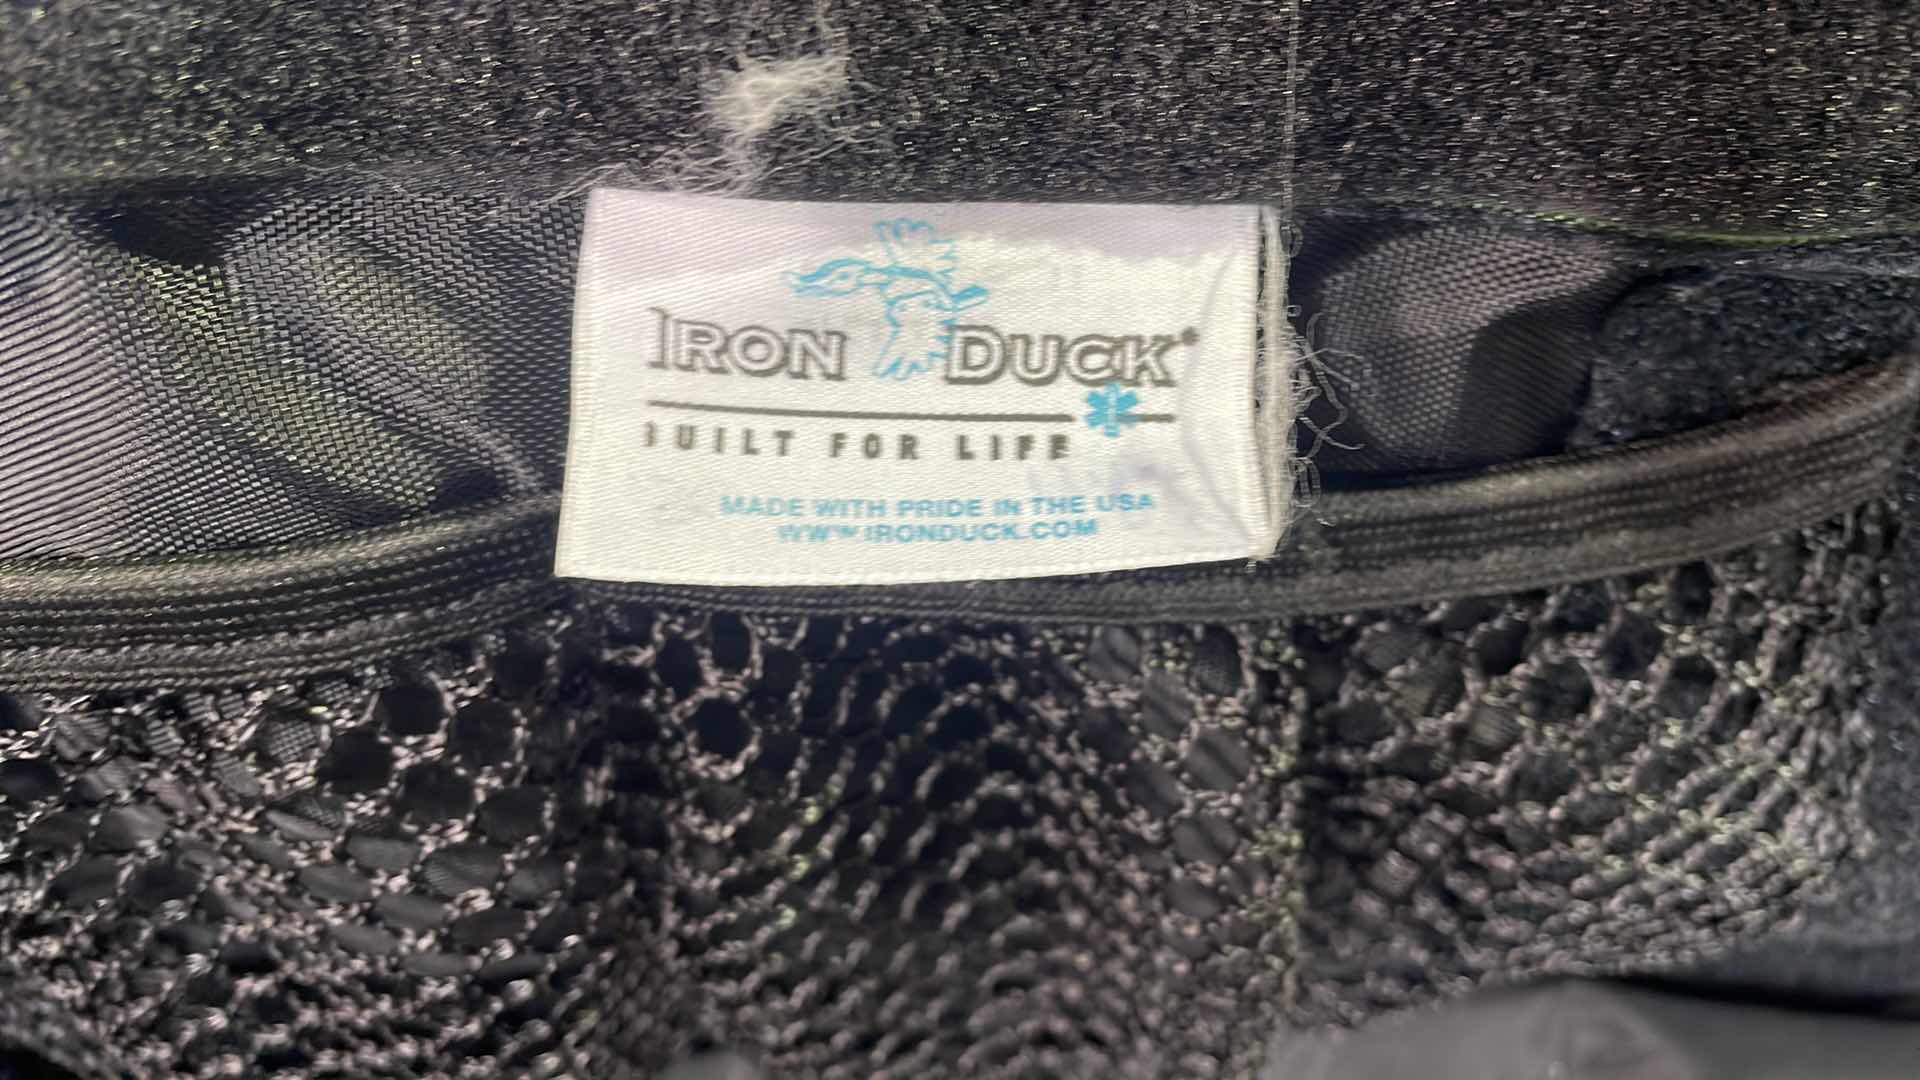 IRON DUCK®
BUILT FOR LIFE
MADE WITH PRIDE IN THE USA
WWW.IRONDUCK.COM